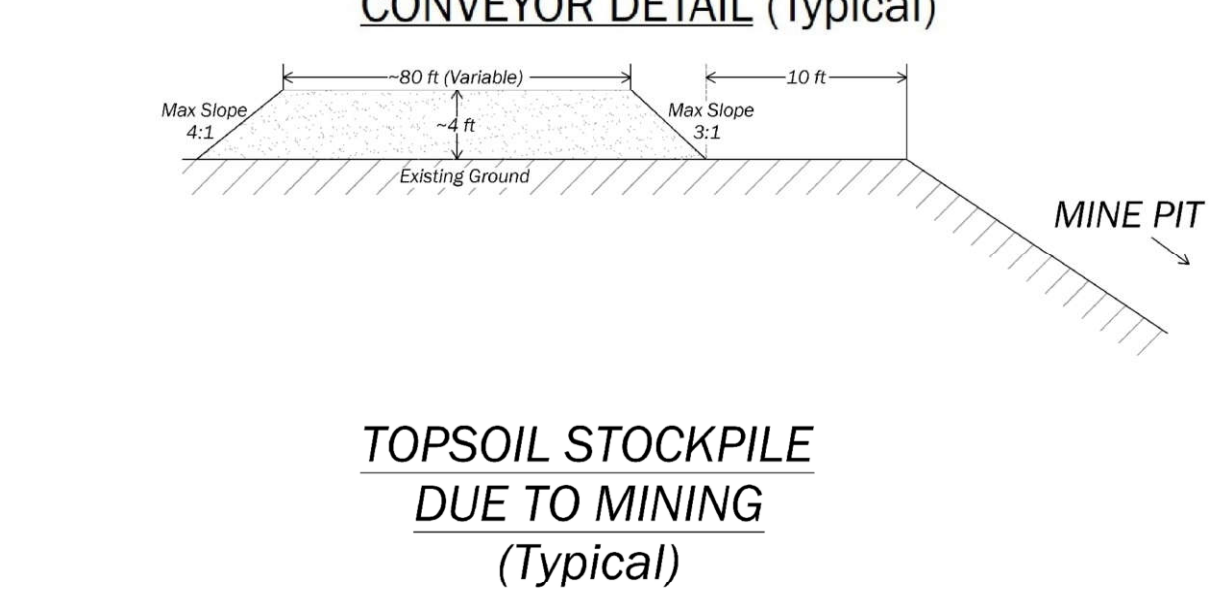 CONVEYOR DETAIL (Typical)
~80 ft (Variable)
10 ft
Max Slope
4:1
~4 ft
Max Slope
3:1
Existing Ground
MINE PIT
TOPSOIL STOCKPILE
DUE TO MINING
(Typical)